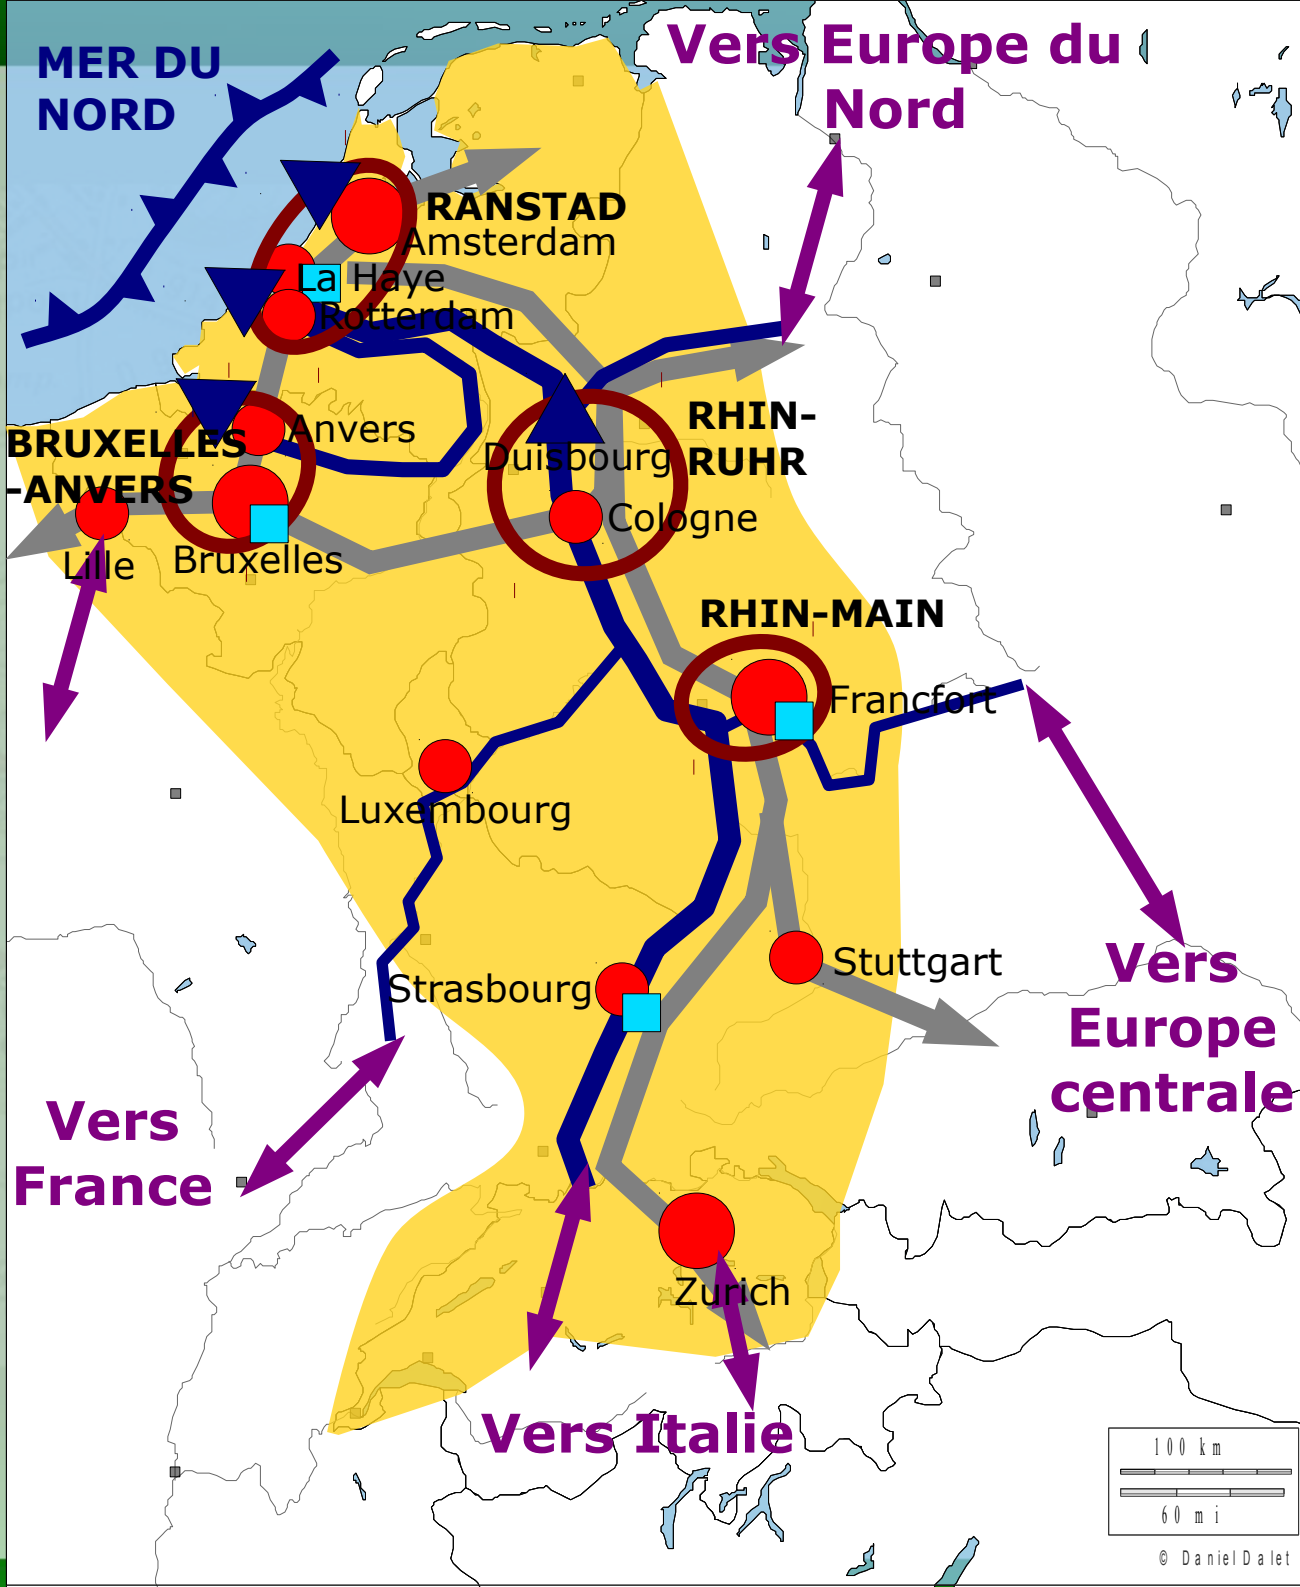 MER DU
NORD
Vers Europe du
Nord
RANSTAD
Amsterdam
La Haye
Rotterdam
RHIN-
RUHR
BRUXELLES
-ANVERS
Anvers
Duisbourg
Cologne
Lille
Bruxelles
RHIN-MAIN
Francfort
Luxembourg
Strasbourg
Stuttgart
Vers
Europe
centrale
Vers
France
Zurich
Vers Italie
100 km
60 mi
© Daniel Dalet